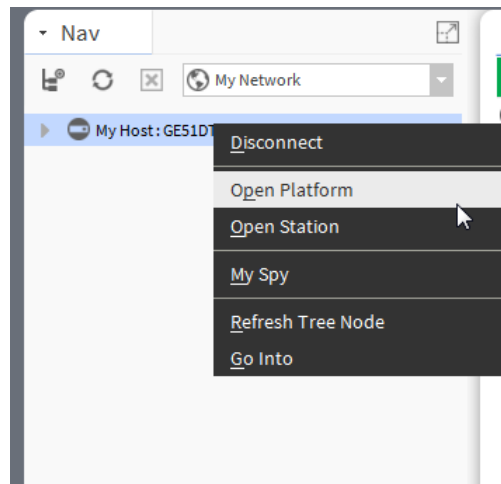 Nav
My Network
My Host : GE51DT
Disconnect
Open Platform
Open Station
My Spy
Refresh Tree Node
Go Into